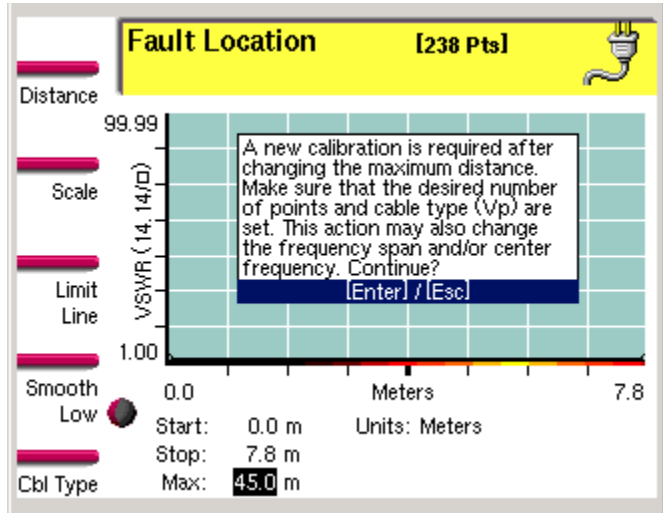 Fault Location [238 Pts]
Distance
Scale
Limit
Line
Smooth
Low
Cbl Type
99.99
VSWR (14, 14/□)
1.00
A new calibration is required after
changing the maximum distance.
Make sure that the desired number
of points and cable type (Vp) are
set. This action may also change
the frequency span and/or center
frequency. Continue?
[Enter] / [Esc]
0.0 Meters 7.8
Start: 0.0 m Units: Meters
Stop: 7.8 m
Max: 45.0 m